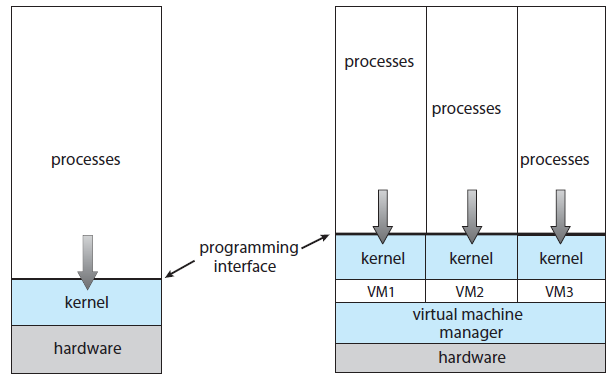 processes
kernel
hardware
programming
interface
processes
processes
processes
kernel
kernel
kernel
VM1
VM2
VM3
virtual machine
manager
hardware